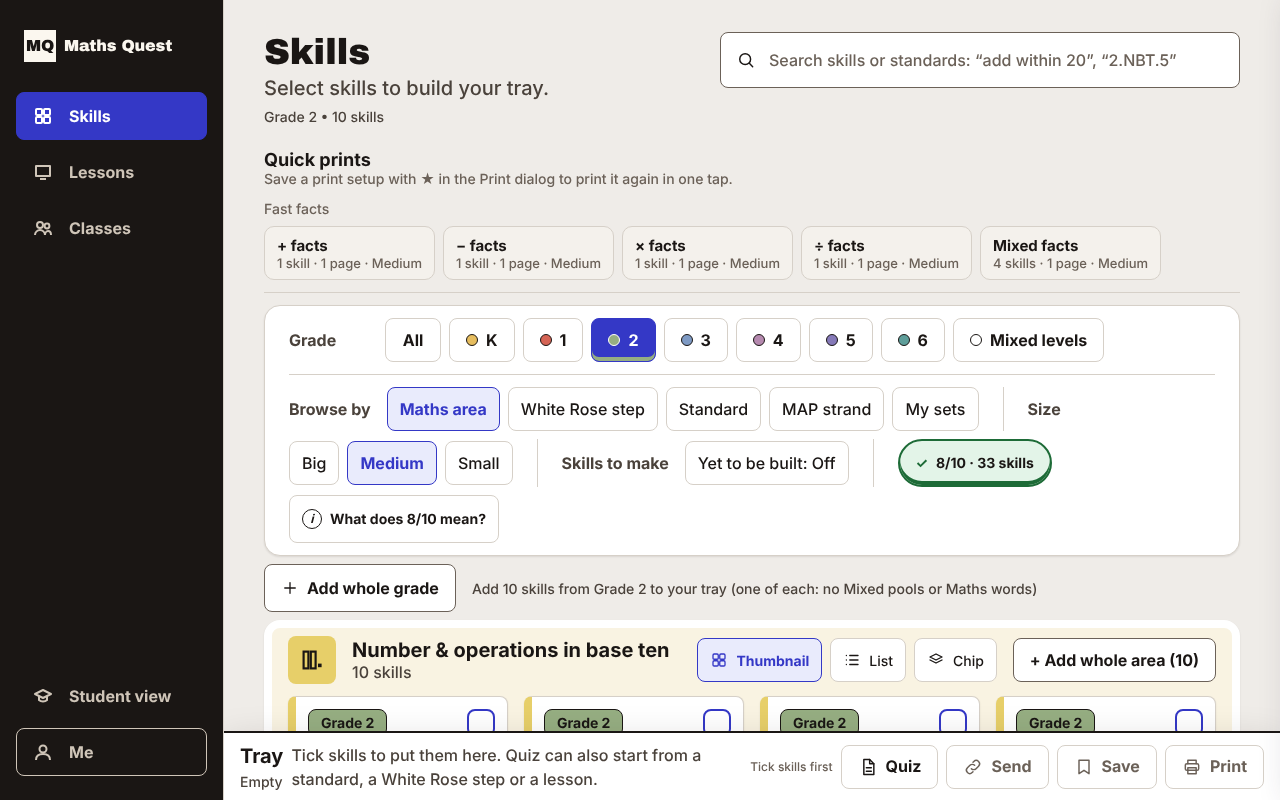 MQ Maths Quest
Skills
Lessons
Classes
Student view
Me
Skills
Select skills to build your tray.
Grade 2 • 10 skills
Search skills or standards: “add within 20”, “2.NBT.5”
Quick prints
Save a print setup with ★ in the Print dialog to print it again in one tap.
Fast facts
+ facts
1 skill · 1 page · Medium
− facts
1 skill · 1 page · Medium
× facts
1 skill · 1 page · Medium
÷ facts
1 skill · 1 page · Medium
Mixed facts
4 skills · 1 page · Medium
Grade All K 1 2 3 4 5 6 Mixed levels
Browse by Maths area White Rose step Standard MAP strand My sets Size
Big Medium Small Skills to make Yet to be built: Off ✓ 8/10 · 33 skills
i What does 8/10 mean?
+ Add whole grade Add 10 skills from Grade 2 to your tray (one of each: no Mixed pools or Maths words)
Number & operations in base ten
10 skills
Thumbnail List Chip + Add whole area (10)
Grade 2 Grade 2 Grade 2 Grade 2
Tray
Empty
Tick skills to put them here. Quiz can also start from a
standard, a White Rose step or a lesson.
Tick skills first Quiz Send Save Print